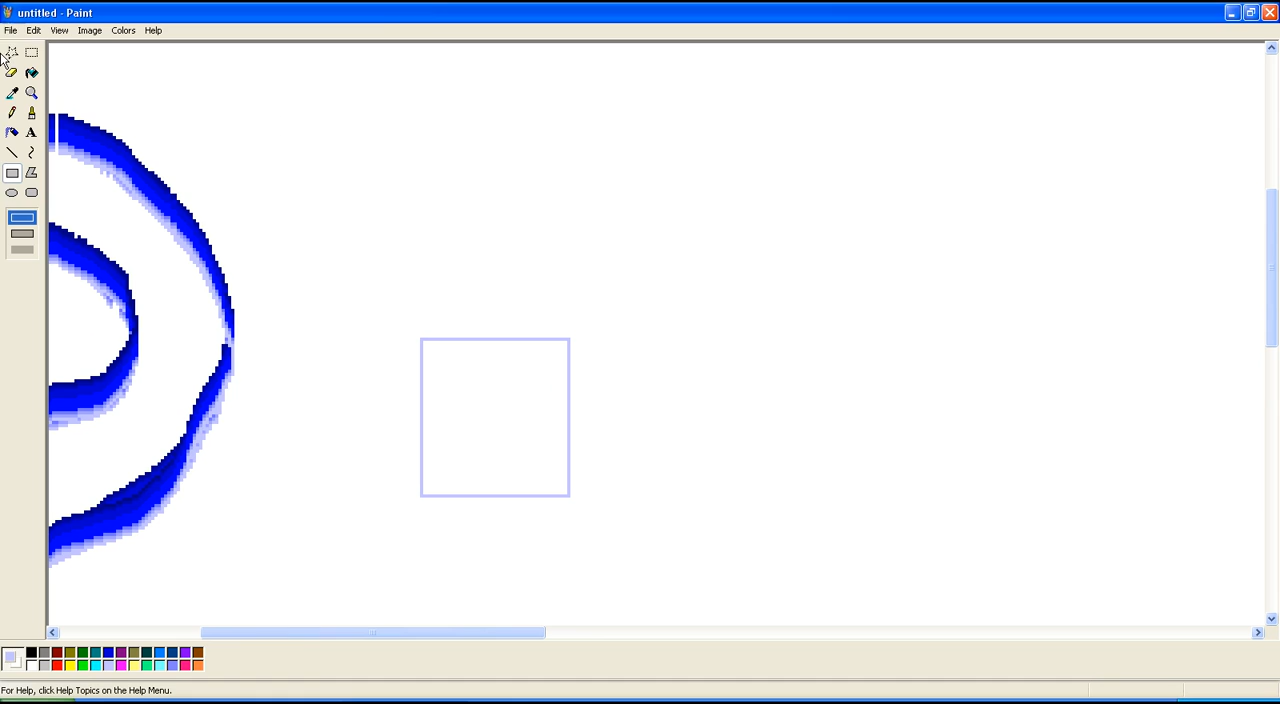 untitled - Paint
File Edit View Image Colors Help
A
For Help, click Help Topics on the Help Menu.